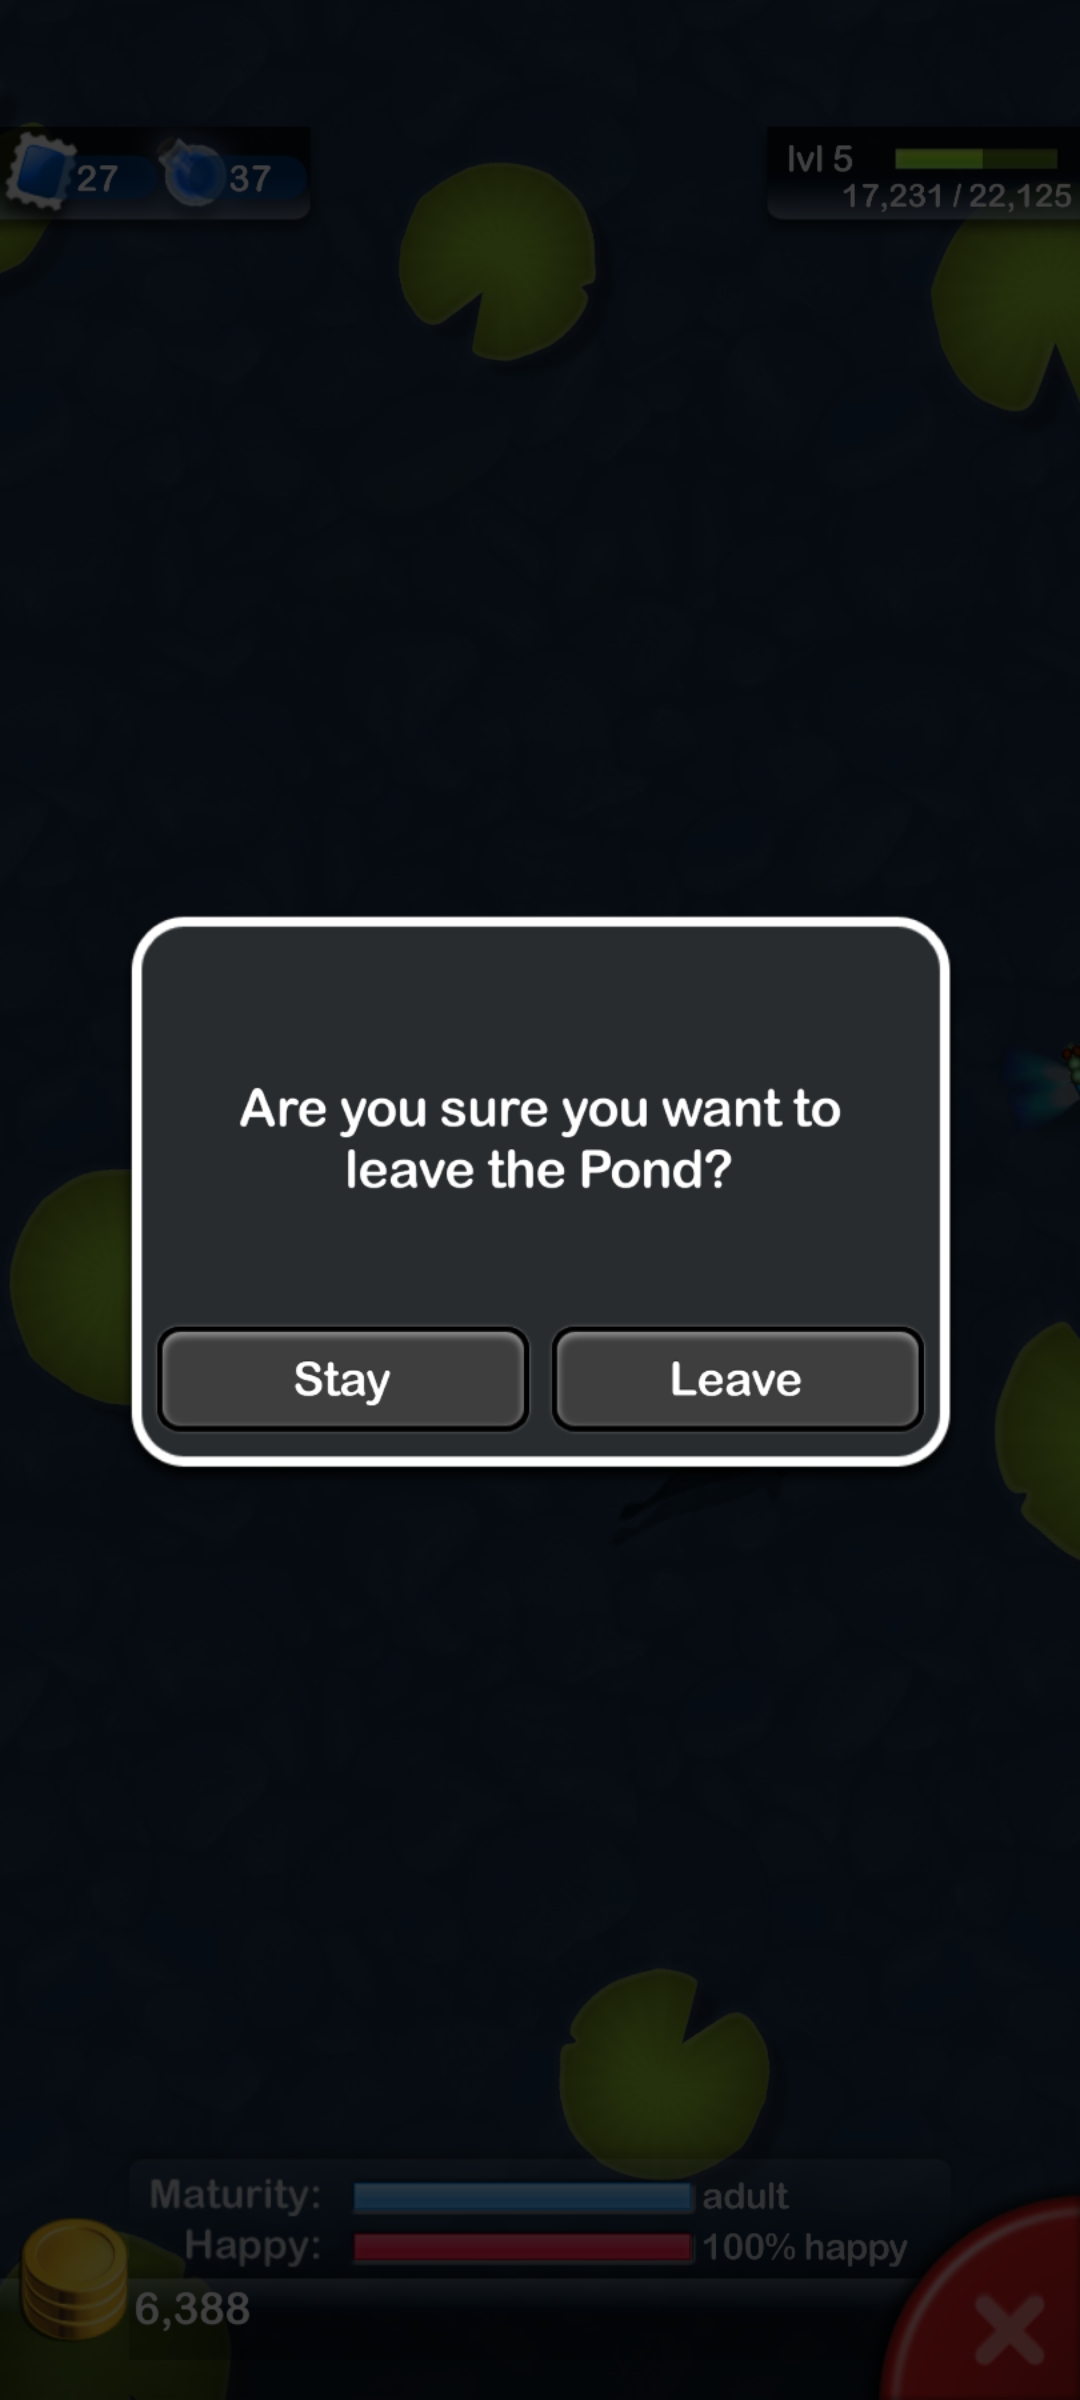 27
37
lvl 5
17,231 / 22,125
Are you sure you want to
leave the Pond?
Stay
Leave
Maturity:
adult
Happy:
100% happy
6,388